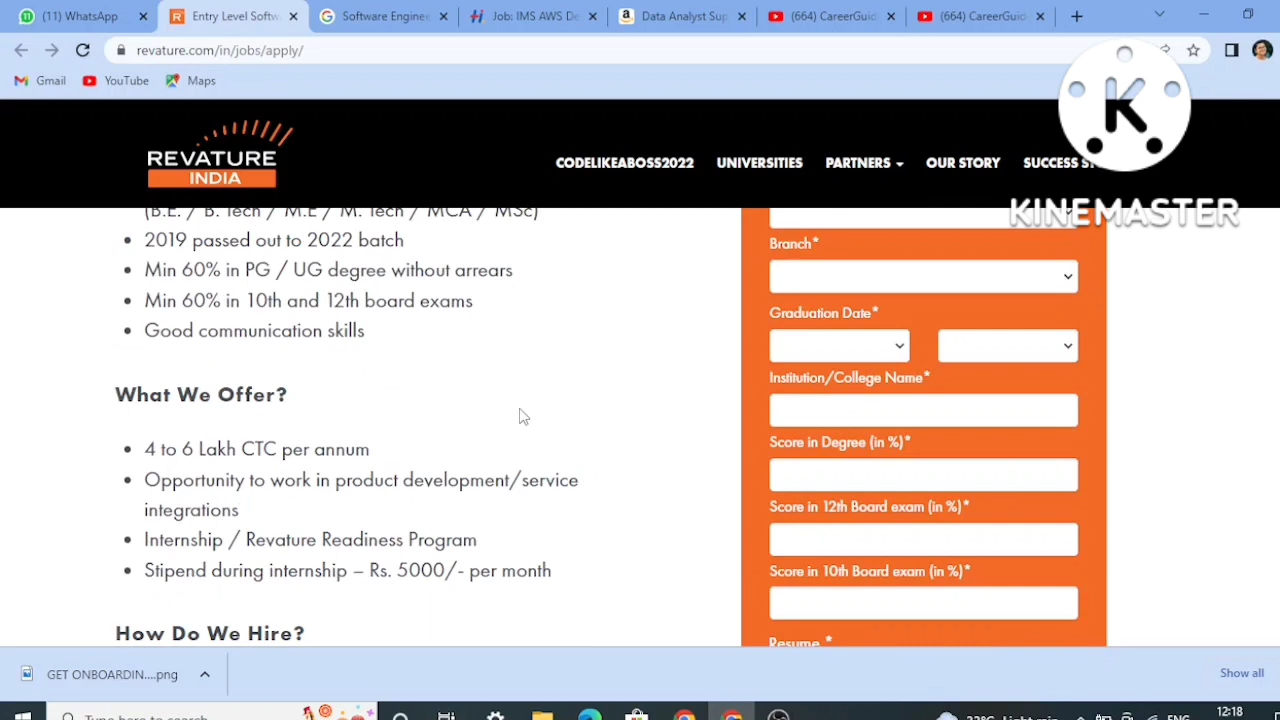 (11) WhatsApp
Entry Level Softw
Software Enginee
Job: IMS AWS De
Data Analyst Sup
(664) CareerGuid
(664) CareerGuid
revature.com/in/jobs/apply/
Gmail
YouTube
Maps
REVATURE
INDIA
CODELIKEABOSS2022
UNIVERSITIES
PARTNERS
OUR STORY
SUCCESS ST
KINEMASTER
(B.E. / B. Tech / M.E / M. Tech / MCA / MSc)
2019 passed out to 2022 batch
Min 60% in PG / UG degree without arrears
Min 60% in 10th and 12th board exams
Good communication skills
What We Offer?
4 to 6 Lakh CTC per annum
Opportunity to work in product development/service
integrations
Internship / Revature Readiness Program
Stipend during internship – Rs. 5000/- per month
How Do We Hire?
Branch*
Graduation Date*
Institution/College Name*
Score in Degree (in %)*
Score in 12th Board exam (in %)*
Score in 10th Board exam (in %)*
Resume *
GET ONBOARDIN....png
Show all
Type here to search
12:18